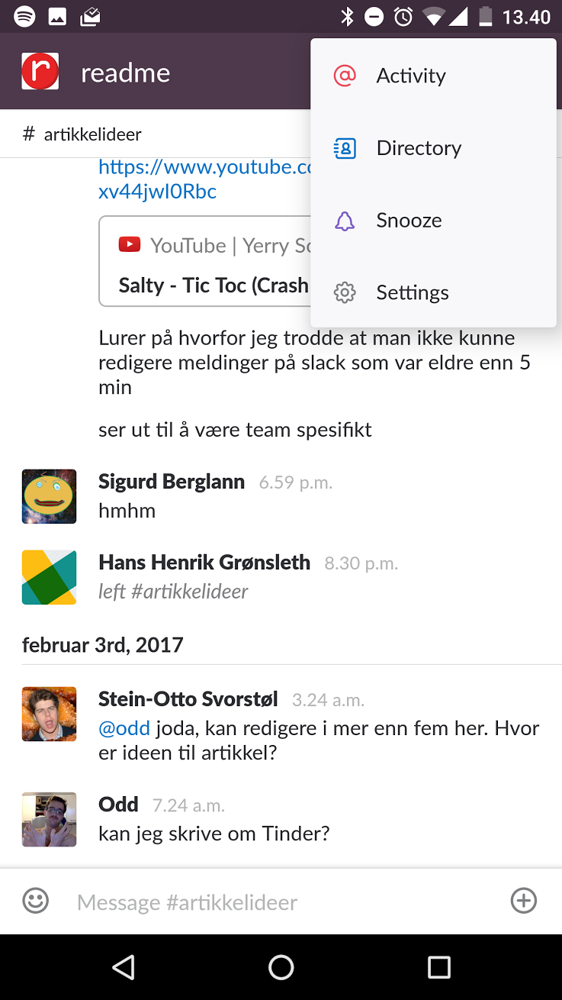 13.40
r readme
Activity
# artikkelideer
Directory
https://www.youtube.co
xv44jwI0Rbc
Snooze
YouTube | Yerry Sc
Salty - Tic Toc (Crash
Settings
Lurer på hvorfor jeg trodde at man ikke kunne
redigere meldinger på slack som var eldre enn 5
min
ser ut til å være team spesifikt
Sigurd Berglann 6.59 p.m.
hmhm
Hans Henrik Grønsleth 8.30 p.m.
left #artikkelideer
februar 3rd, 2017
Stein-Otto Svorstøl 3.24 a.m.
@odd joda, kan redigere i mer enn fem her. Hvor
er ideen til artikkel?
Odd 7.24 a.m.
kan jeg skrive om Tinder?
Message #artikkelideer